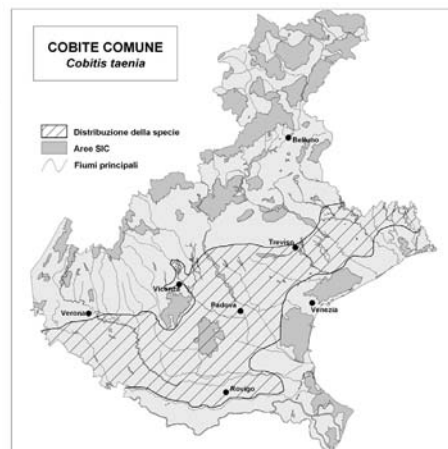 COBITE COMUNE
Cobitis taenia
Distribuzione della specie
Aree SIC
Fiumi principali
Belluno
Treviso
Vicenza
Padova
Venezia
Verona
Rovigo